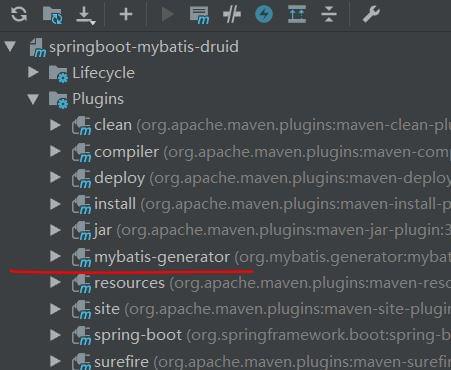 springboot-mybatis-druid
Lifecycle
Plugins
clean (org.apache.maven.plugins:maven-clean-plu
compiler (org.apache.maven.plugins:maven-comp
deploy (org.apache.maven.plugins:maven-deploy
install (org.apache.maven.plugins:maven-install-p
jar (org.apache.maven.plugins:maven-jar-plugin:3
mybatis-generator (org.mybatis.generator:mybat
resources (org.apache.maven.plugins:maven-reso
site (org.apache.maven.plugins:maven-site-plugin
spring-boot (org.springframework.boot:spring-b
surefire (org.apache.maven.plugins:maven-surefir